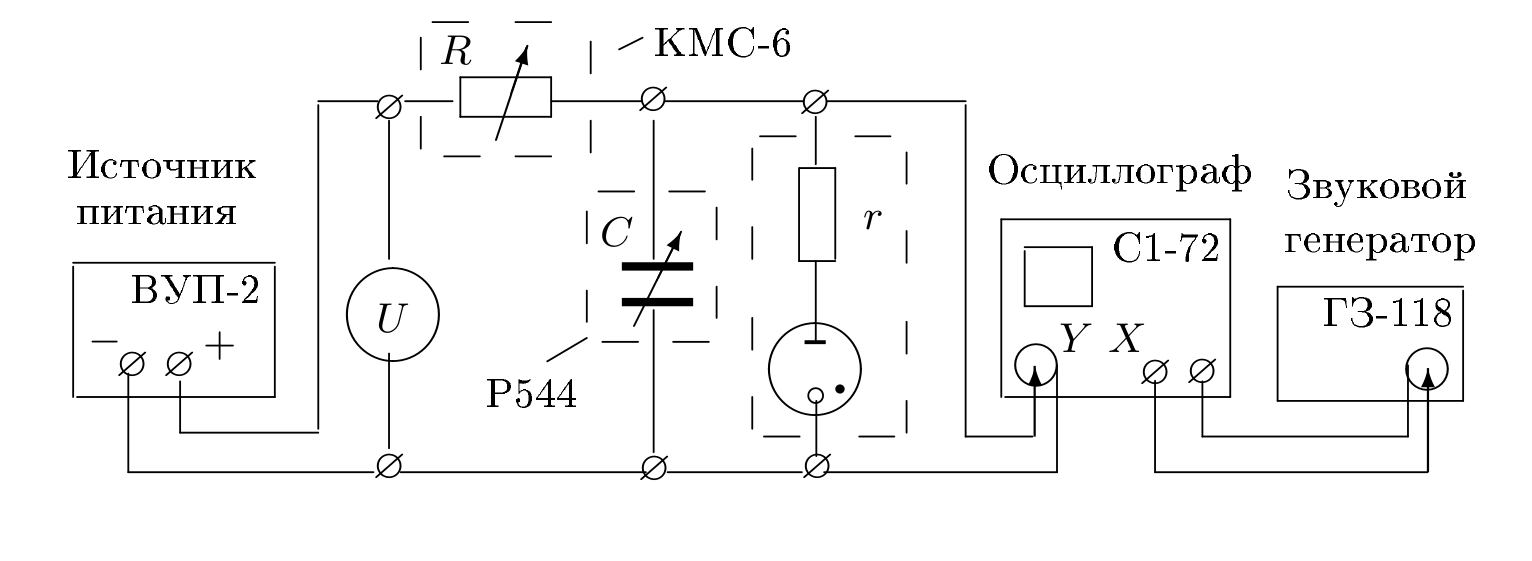 R
КМС-6
Источник
питания
Осциллограф
Звуковой
генератор
C
r
С1-72
ВУП-2
U
ГЗ-118
− +
Y X
Р544